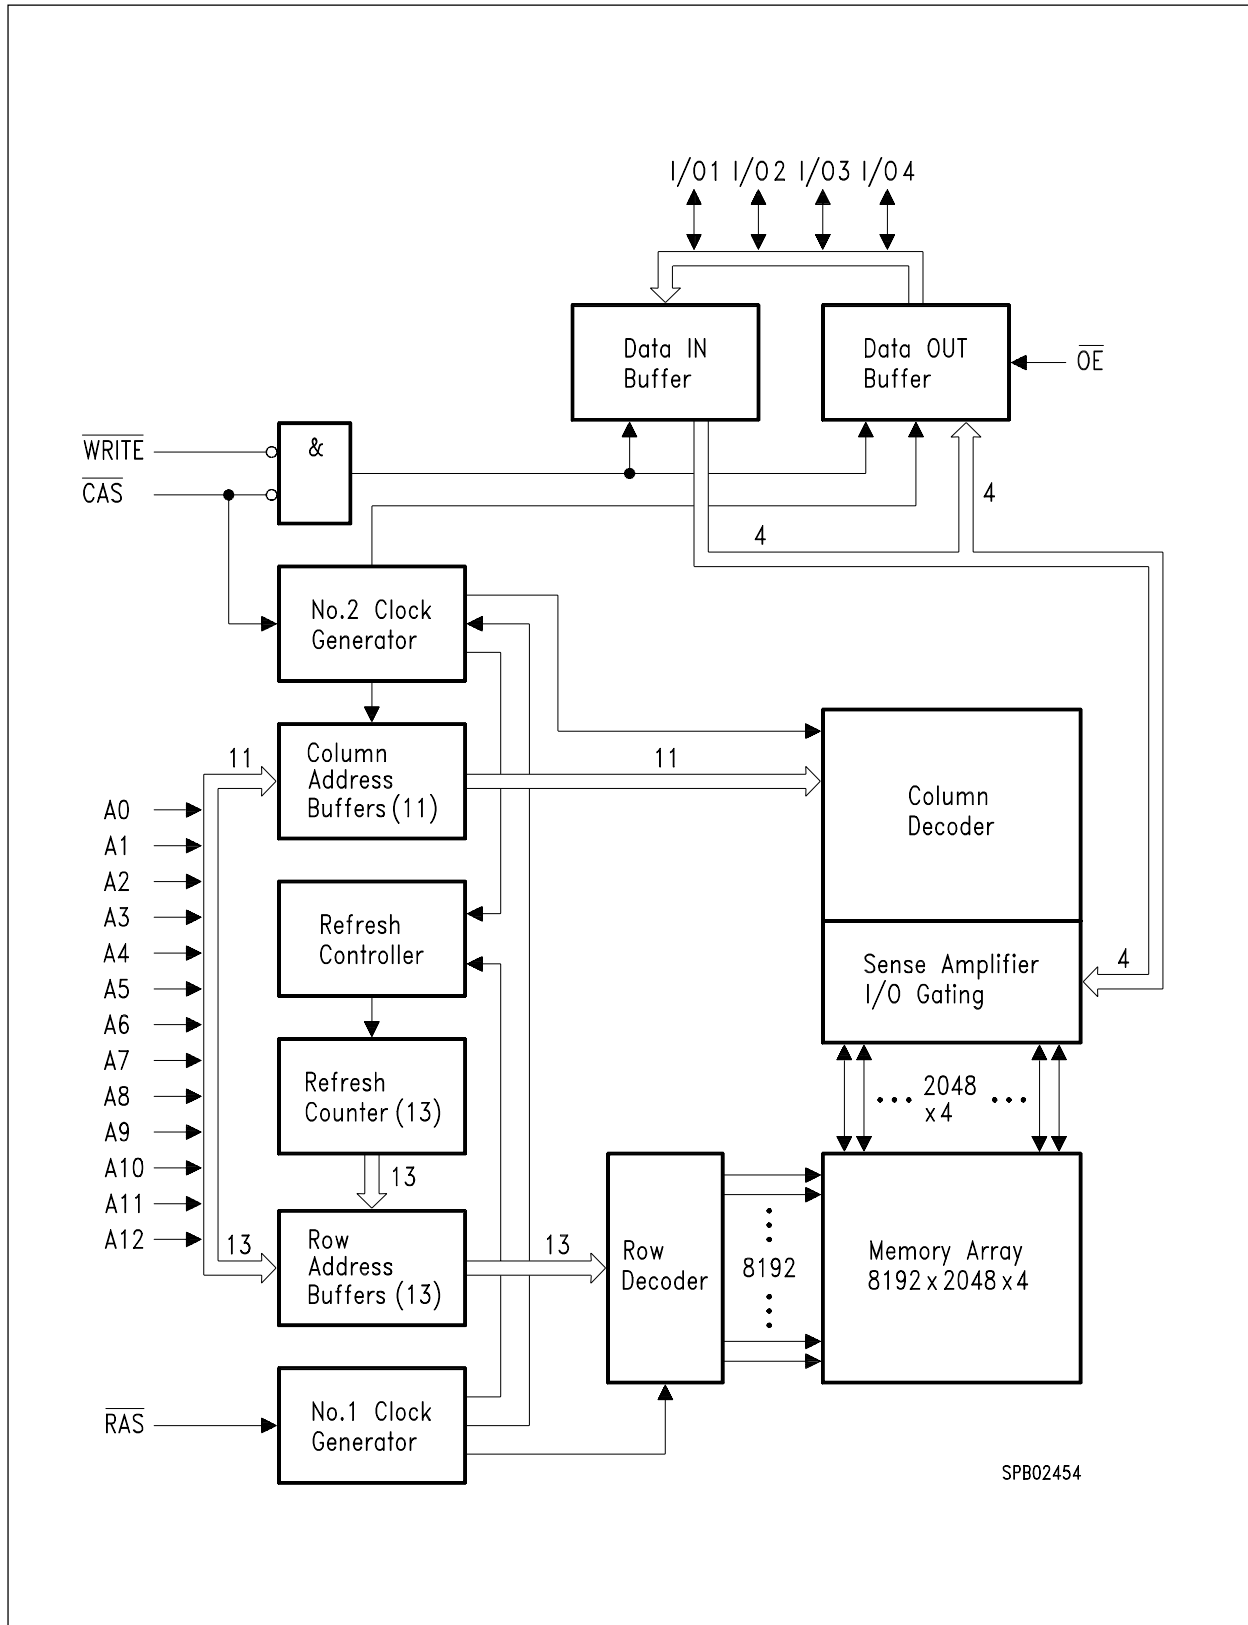 I/O1 I/O2 I/O3 I/O4
Data IN
Buffer
Data OUT
Buffer
OE
WRITE
&
CAS
4
4
No.2 Clock
Generator
11
Column
Address
Buffers (11)
11
Column
Decoder
A0
A1
A2
A3
A4
A5
A6
A7
A8
A9
A10
A11
A12
Refresh
Controller
Sense Amplifier
I/O Gating
4
Refresh
Counter (13)
2048
x4
13
13
Row
Address
Buffers (13)
13
Row
Decoder
8192
Memory Array
8192x2048x4
RAS
No.1 Clock
Generator
SPB02454